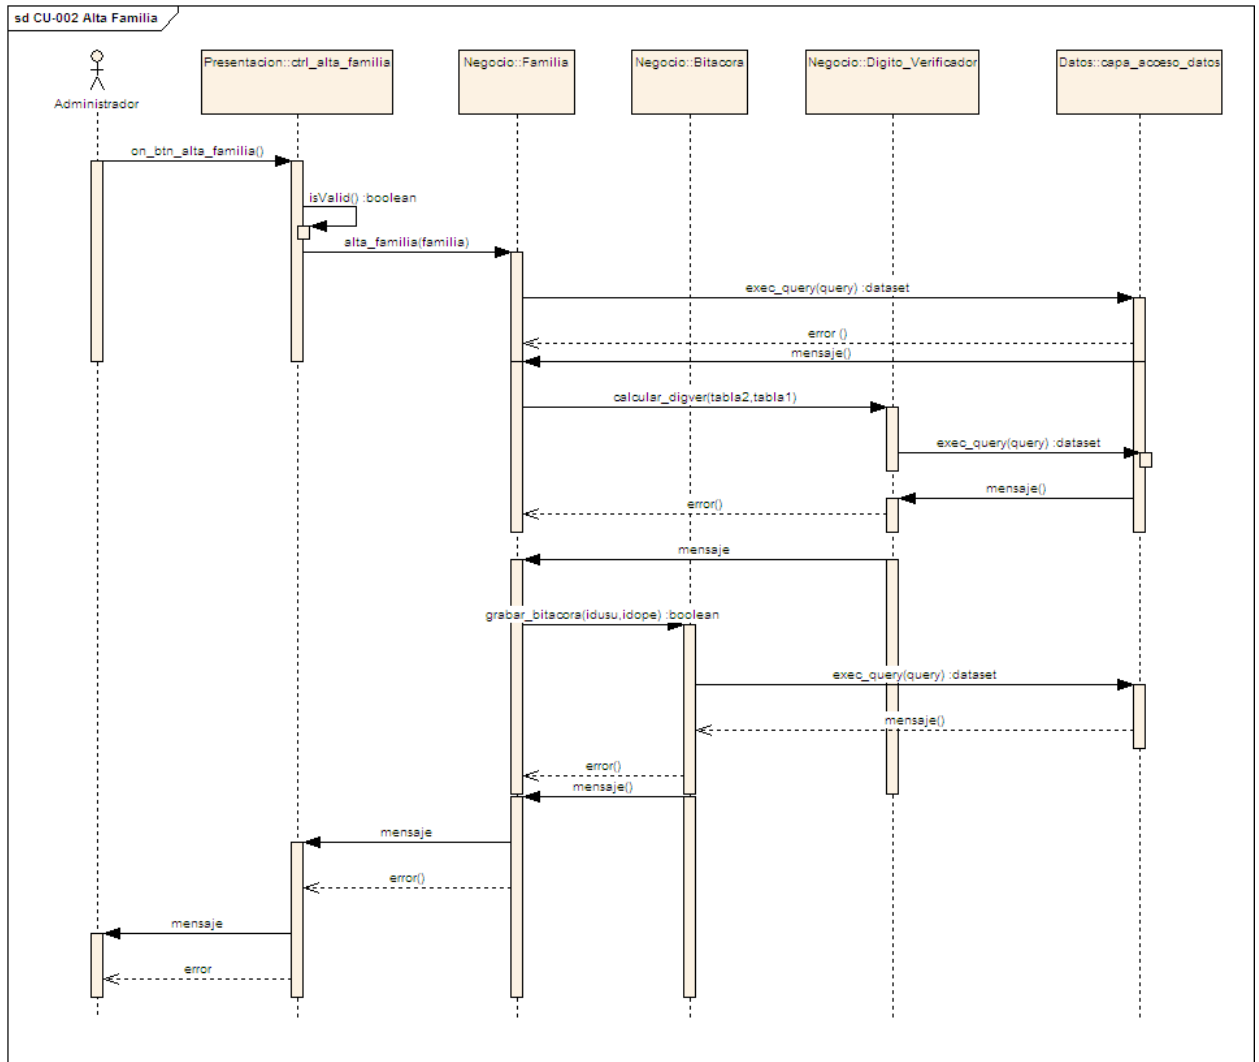 sd CU-002 Alta Familia
Administrador
Presentacion::ctrl_alta_familia
Negocio::Familia
Negocio::Bitacora
Negocio::Digito_Verificador
Datos::capa_acceso_datos
on_btn_alta_familia()
isValid() :boolean
alta_familia(familia)
exec_query(query) :dataset
error ()
mensaje()
calcular_digver(tabla2,tabla1)
exec_query(query) :dataset
mensaje()
error()
mensaje
grabar_bitacora(idusu,idope) :boolean
exec_query(query) :dataset
mensaje()
error()
mensaje()
mensaje
error()
mensaje
error